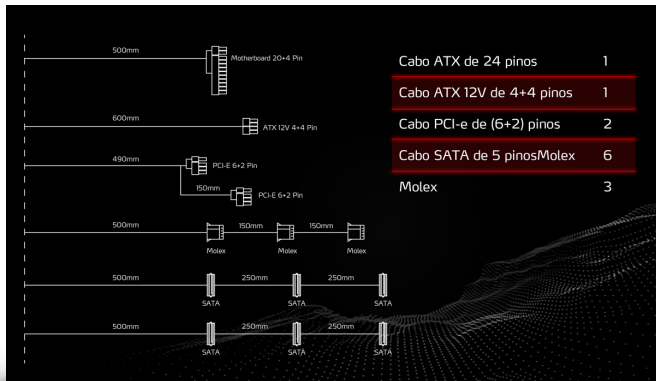 500mm
Motherboard 20+4 Pin
600mm
ATX 12V 4+4 Pin
490mm
PCI-E 6+2 Pin
150mm
PCI-E 6+2 Pin
500mm 150mm 150mm
Molex Molex Molex
500mm 250mm 250mm
SATA SATA SATA
500mm 250mm 250mm
SATA SATA SATA
Cabo ATX de 24 pinos 1
Cabo ATX 12V de 4+4 pinos 1
Cabo PCI-e de (6+2) pinos 2
Cabo SATA de 5 pinosMolex 6
Molex 3